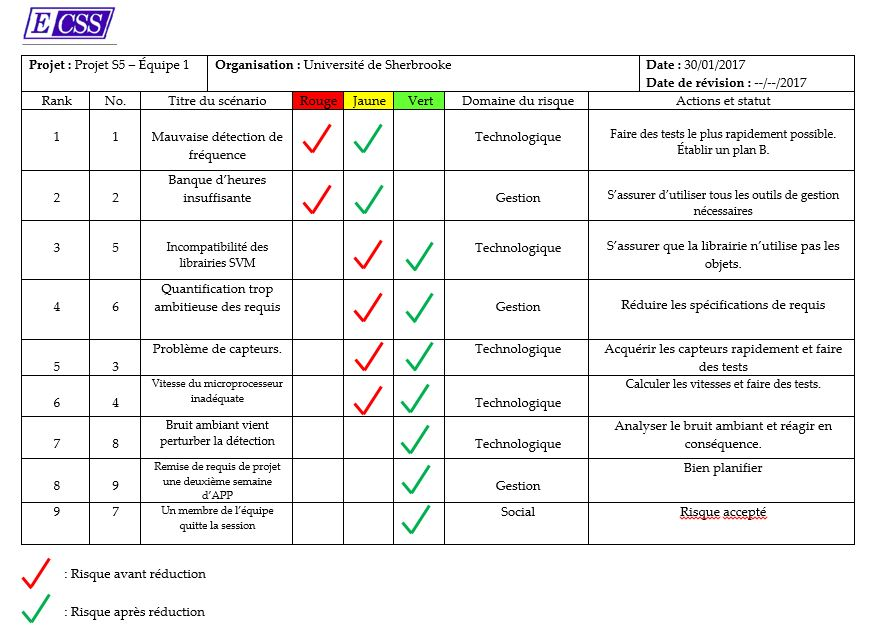 ECSS
Projet : Projet S5 – Équipe 1
Organisation : Université de Sherbrooke
Date : 30/01/2017
Date de révision : --/--/2017
Rank No. Titre du scénario Rouge Jaune Vert Domaine du risque Actions et statut
1 1 Mauvaise détection de
fréquence
Technologique
Faire des tests le plus rapidement possible.
Établir un plan B.
2 2 Banque d’heures
insuffisante
Gestion
S’assurer d’utiliser tous les outils de gestion
nécessaires
3 5 Incompatibilité des
librairies SVM
Technologique
S’assurer que la librairie n’utilise pas les
objets.
4 6 Quantification trop
ambitieuse des requis
Gestion
Réduire les spécifications de requis
5 3 Problème de capteurs.
Technologique
Acquérir les capteurs rapidement et faire
des tests
6 4 Vitesse du microprocesseur
inadéquate
Technologique
Calculer les vitesses et faire des tests.
7 8 Bruit ambiant vient
perturber la détection
Technologique
Analyser le bruit ambiant et réagir en
conséquence.
8 9 Remise de requis de projet
une deuxième semaine
d’APP
Gestion
Bien planifier
9 7 Un membre de l’équipe
quitte la session
Social
Risque accepté
: Risque avant réduction
: Risque après réduction